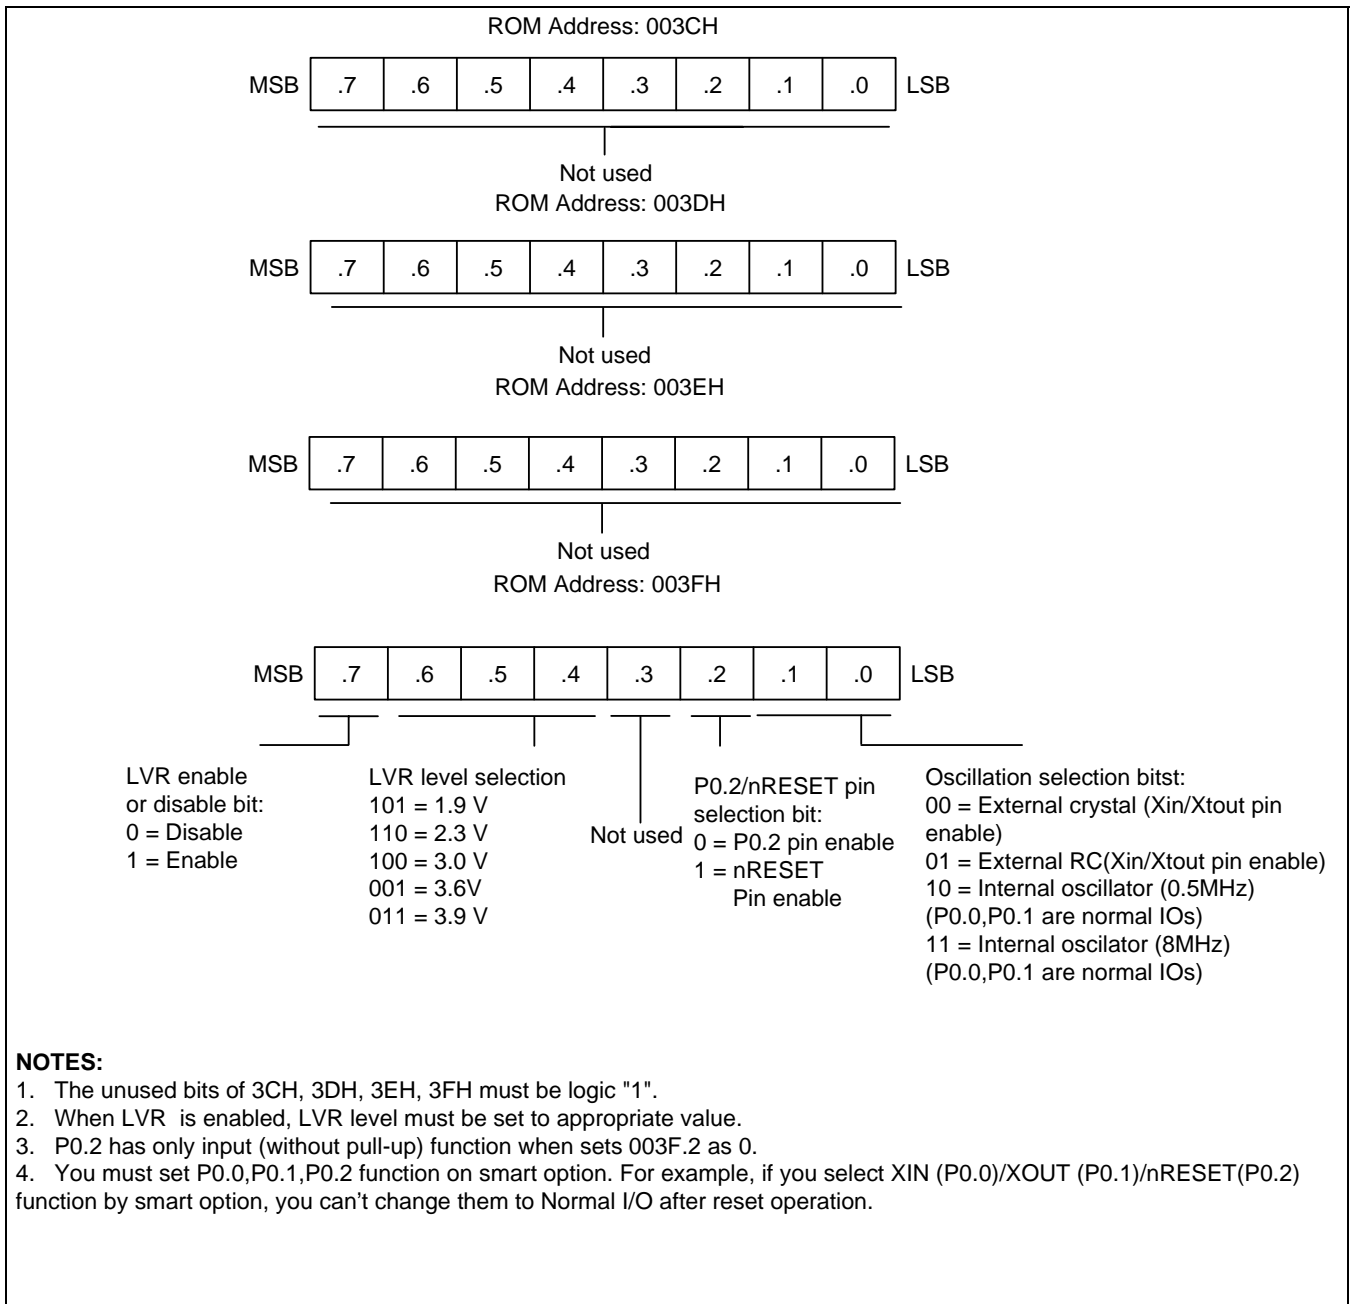 ROM Address: 003CH
MSB .7 .6 .5 .4 .3 .2 .1 .0 LSB
Not used
ROM Address: 003DH
MSB .7 .6 .5 .4 .3 .2 .1 .0 LSB
Not used
ROM Address: 003EH
MSB .7 .6 .5 .4 .3 .2 .1 .0 LSB
Not used
ROM Address: 003FH
MSB .7 .6 .5 .4 .3 .2 .1 .0 LSB
LVR enable
or disable bit:
0 = Disable
1 = Enable
LVR level selection
101 = 1.9 V
110 = 2.3 V
100 = 3.0 V
001 = 3.6V
011 = 3.9 V
Not used
P0.2/nRESET pin
selection bit:
0 = P0.2 pin enable
1 = nRESET
Pin enable
Oscillation selection bitst:
00 = External crystal (Xin/Xtout pin
enable)
01 = External RC(Xin/Xtout pin enable)
10 = Internal oscillator (0.5MHz)
(P0.0,P0.1 are normal IOs)
11 = Internal oscilator (8MHz)
(P0.0,P0.1 are normal IOs)
NOTES:
1. The unused bits of 3CH, 3DH, 3EH, 3FH must be logic "1".
2. When LVR is enabled, LVR level must be set to appropriate value.
3. P0.2 has only input (without pull-up) function when sets 003F.2 as 0.
4. You must set P0.0,P0.1,P0.2 function on smart option. For example, if you select XIN (P0.0)/XOUT (P0.1)/nRESET(P0.2)
function by smart option, you can't change them to Normal I/O after reset operation.